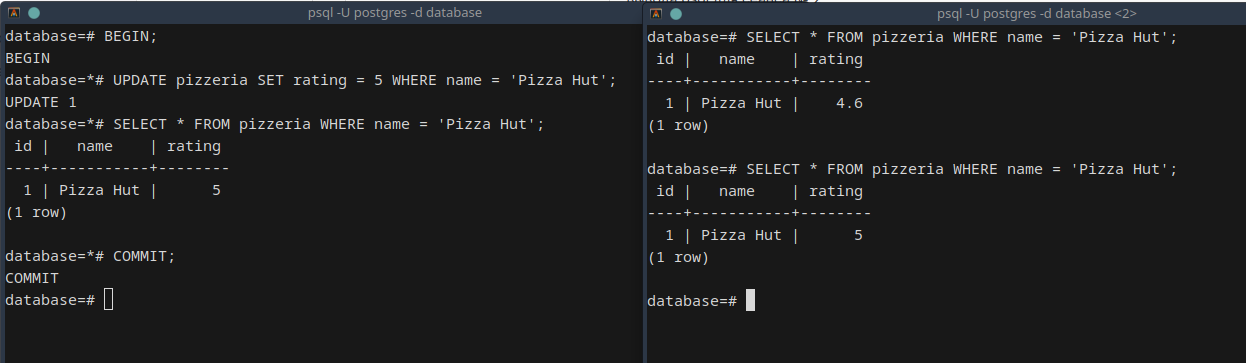 psql -U postgres -d database
database=# BEGIN;
BEGIN
database=*# UPDATE pizzeria SET rating = 5 WHERE name = 'Pizza Hut';
UPDATE 1
database=*# SELECT * FROM pizzeria WHERE name = 'Pizza Hut';
 id |   name    | rating
----+-----------+--------
  1 | Pizza Hut |      5
(1 row)

database=*# COMMIT;
COMMIT
database=#
psql -U postgres -d database <2>
database=# SELECT * FROM pizzeria WHERE name = 'Pizza Hut';
 id |   name    | rating
----+-----------+--------
  1 | Pizza Hut |    4.6
(1 row)

database=# SELECT * FROM pizzeria WHERE name = 'Pizza Hut';
 id |   name    | rating
----+-----------+--------
  1 | Pizza Hut |      5
(1 row)

database=#